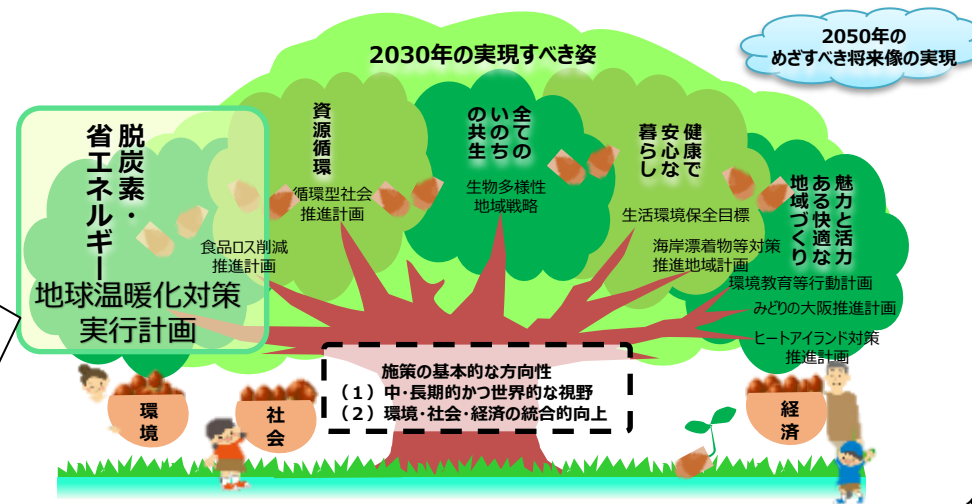 2050年の
めざすべき将来像の実現
2030年の実現すべき姿
脱炭素・
省エネルギー
地球温暖化対策
実行計画
資源循環
循環型社会
推進計画
食品ロス削減
推進計画
全ての
いのち
の共生
生物多様性
地域戦略
健康で
安心な
暮らし
生活環境保全目標
海岸漂着物等対策
推進地域計画
魅力と活力
ある快適な
地域づくり
環境教育等行動計画
みどりの大阪推進計画
ヒートアイランド対策
推進計画
施策の基本的な方向性
（１）中・長期的かつ世界的な視野
（２）環境・社会・経済の統合的向上
環境
社会
経済